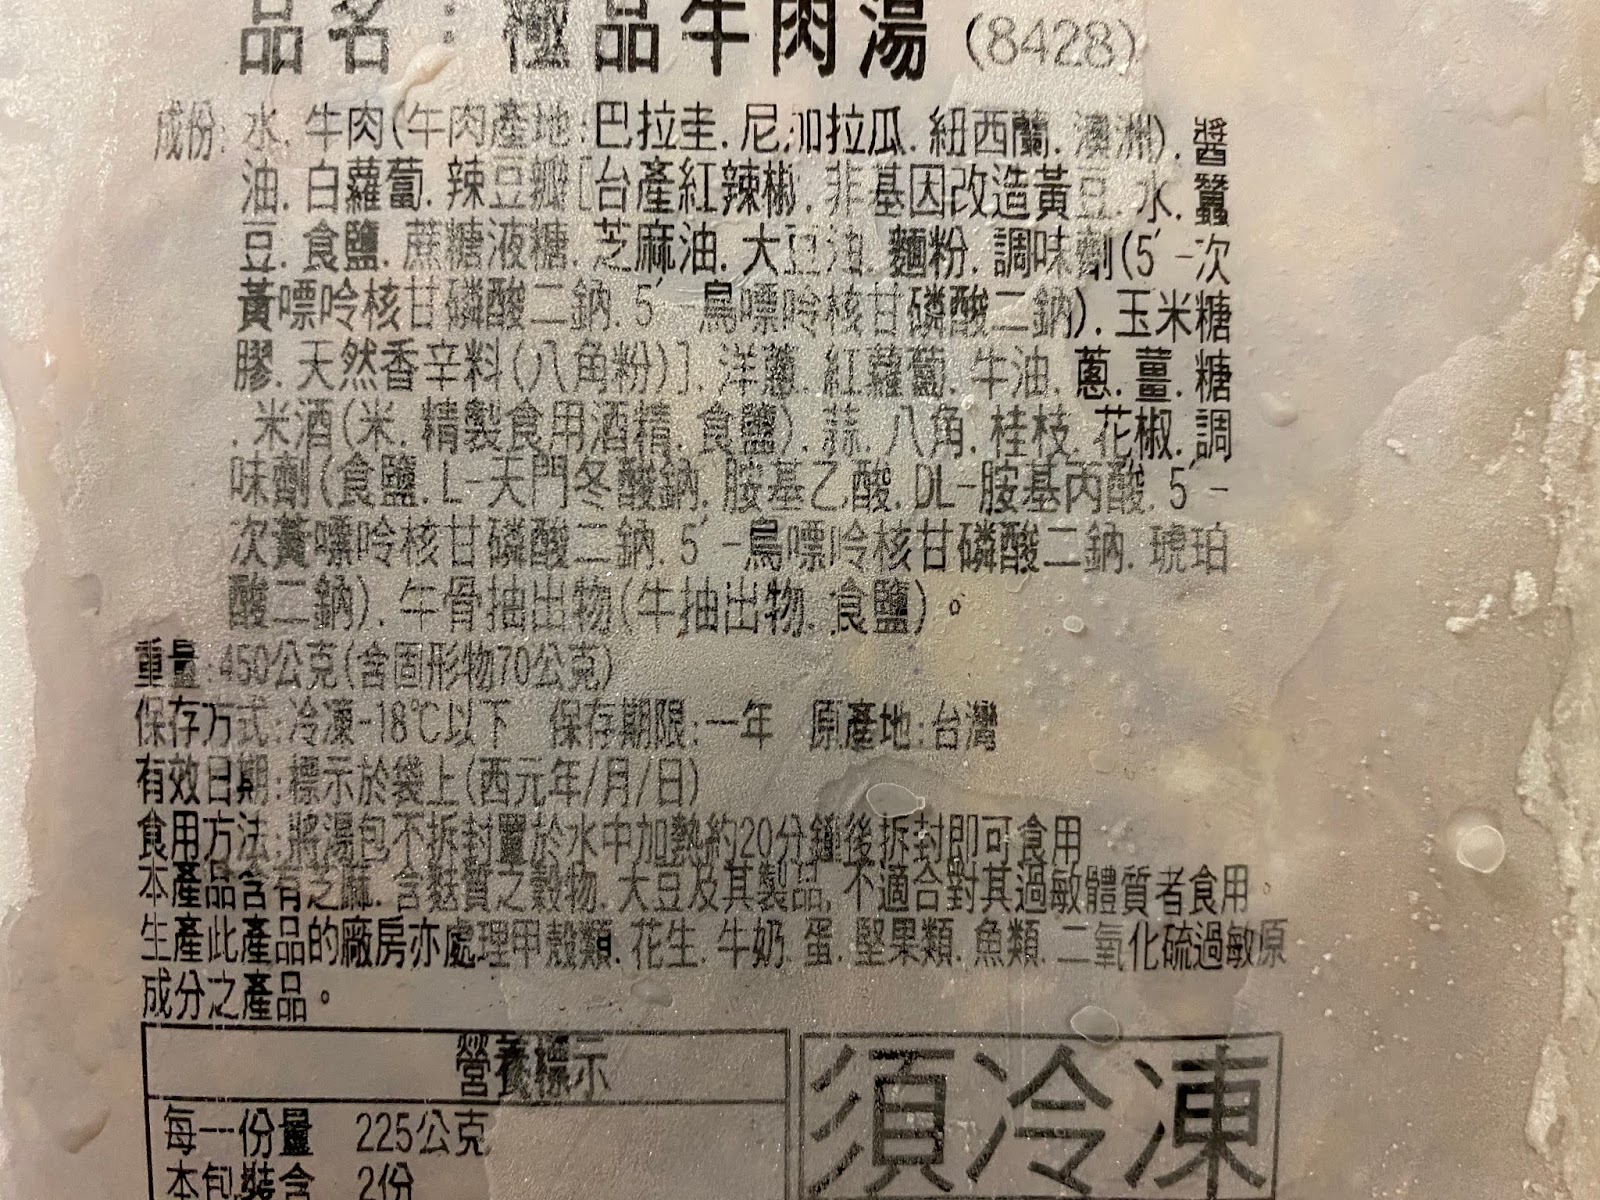 品名：極品牛肉湯(8428)
成份:水.牛肉(牛肉產地:巴拉圭.尼加拉瓜.紐西蘭.澳洲).醬
油.白蘿蔔.辣豆瓣[台產紅辣椒.非基因改造黃豆.水.蠶
豆.食鹽.蔗糖液糖.芝麻油.大豆油.麵粉.調味劑(5′-次
黃嘌呤核甘磷酸二鈉.5′-鳥嘌呤核甘磷酸二鈉).玉米糖
膠.天然香辛料(八角粉)].洋蔥.紅蘿蔔.牛油.蔥.薑.糖
.米酒(米.精製食用酒精.食鹽).蒜.八角.桂枝.花椒.調
味劑(食鹽.L-天門冬酸鈉.胺基乙酸.DL-胺基丙酸.5′-
次黃嘌呤核甘磷酸二鈉.5′-鳥嘌呤核甘磷酸二鈉.琥珀
酸二鈉).牛骨抽出物(牛抽出物.食鹽)。
重量:450公克(含固形物70公克)
保存方式:冷凍-18℃以下 保存期限:一年 原產地:台灣
有效日期:標示於袋上(西元年/月/日)
食用方法:將湯包不拆封置於水中加熱約20分鐘後拆封即可食用
本產品含有芝麻.含麩質之穀物.大豆及其製品,不適合對其過敏體質者食用。
生產此產品的廠房亦處理甲殼類.花生.牛奶.蛋.堅果類.魚類.二氧化硫過敏原
成分之產品。
營養標示
每一份量 225公克
本包裝含 2份
須冷凍